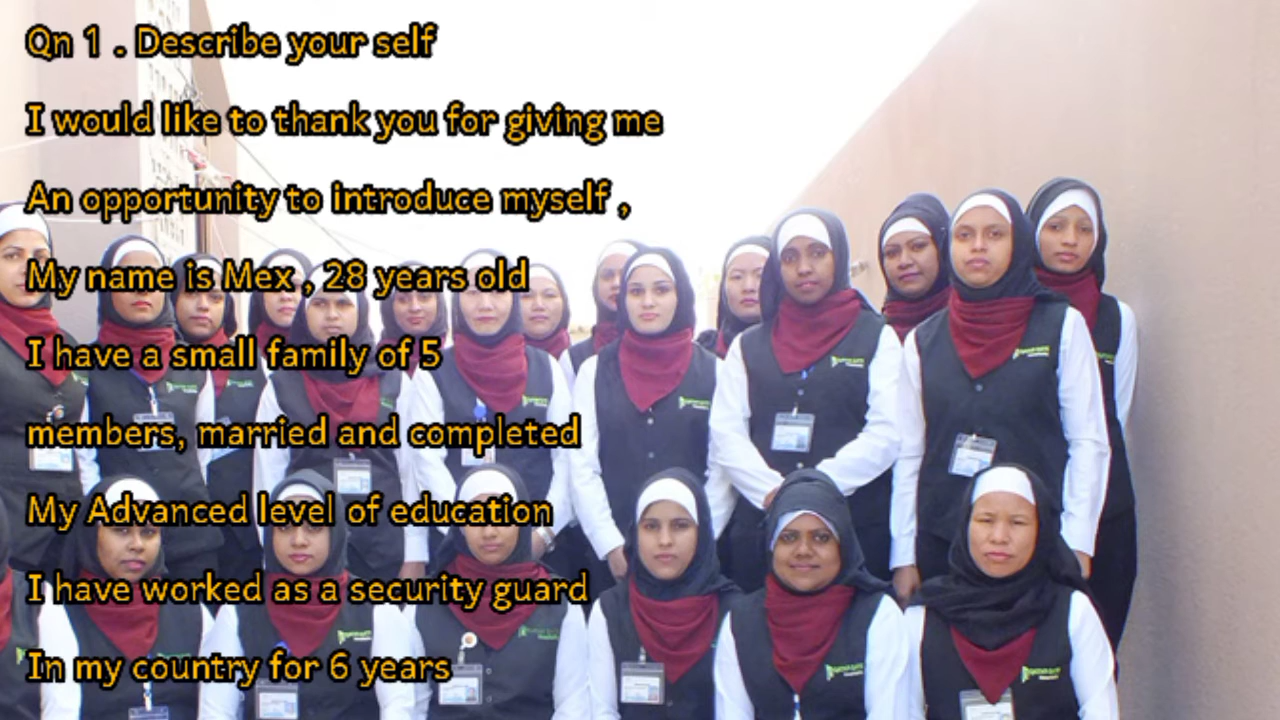 Qn 1 . Describe your self
I would like to thank you for giving me
An opportunity to introduce myself ,
My name is Mex , 28 years old
I have a small family of 5
members, married and completed
My Advanced level of education
I have worked as a security guard
In my country for 6 years